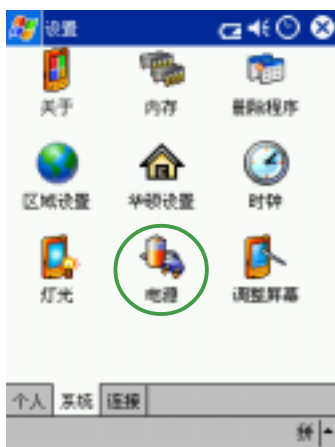 设置
关于 内存 删除程序
区域设置 华硕设置 时钟
灯光 电源 调整屏幕
个人 系统 连接
拼